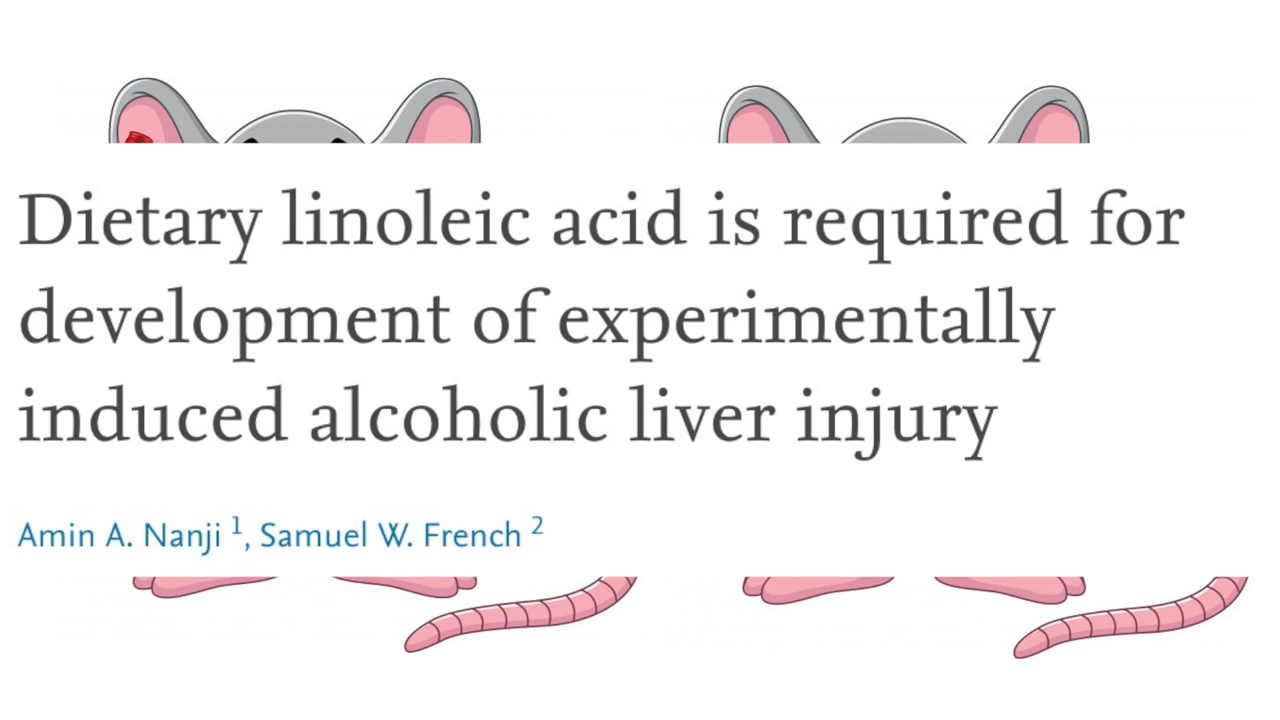 Dietary linoleic acid is required for
development of experimentally
induced alcoholic liver injury
Amin A. Nanji 1, Samuel W. French 2